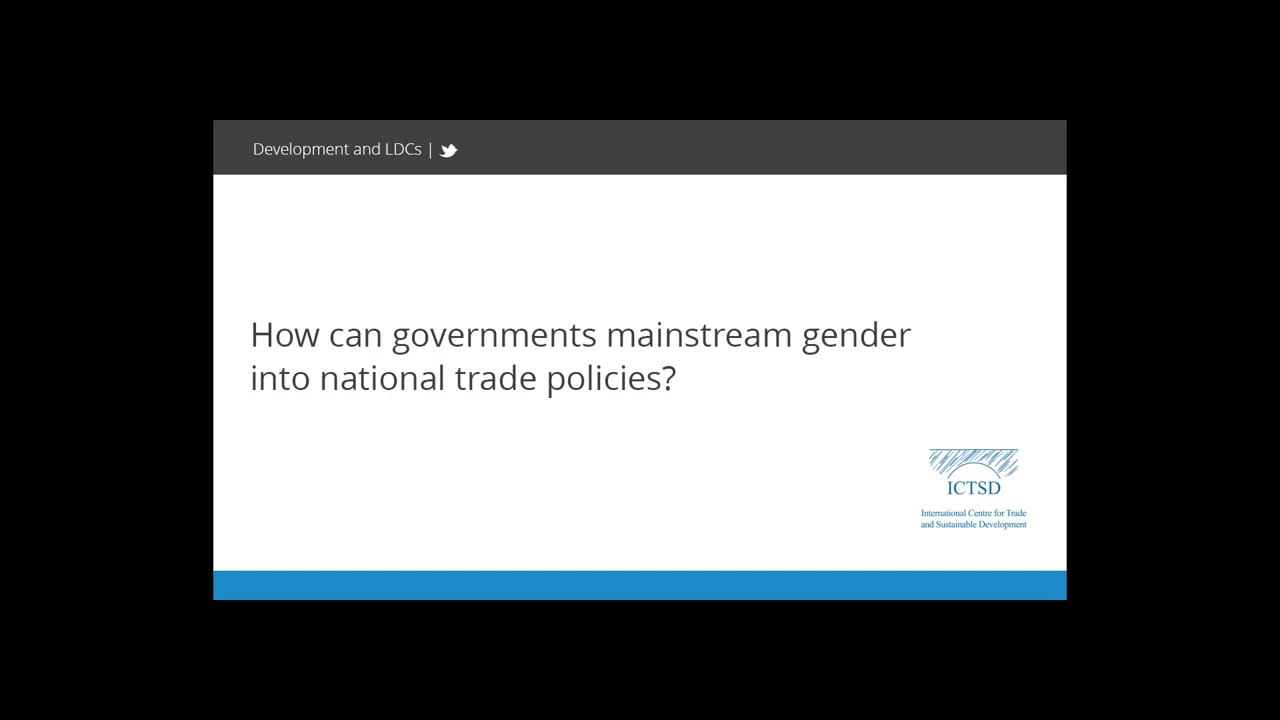 Development and LDCs |
How can governments mainstream gender
into national trade policies?
ICTSD
International Centre for Trade
and Sustainable Development